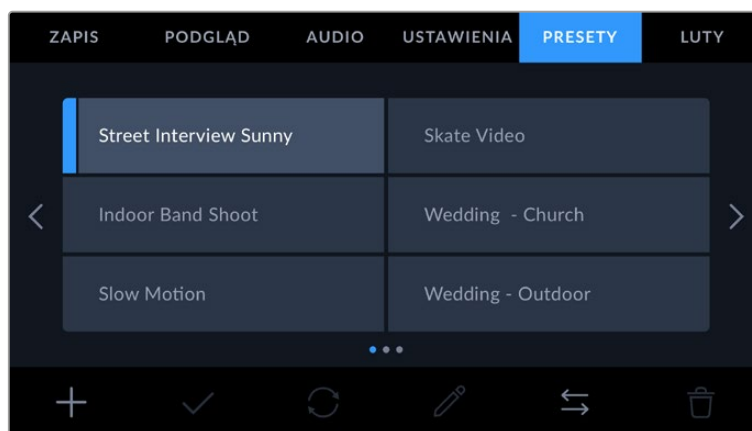 ZAPIS PODGLĄD AUDIO USTAWIENIA PRESETY LUTY
Street Interview Sunny Skate Video
Indoor Band Shoot Wedding - Church
Slow Motion Wedding - Outdoor